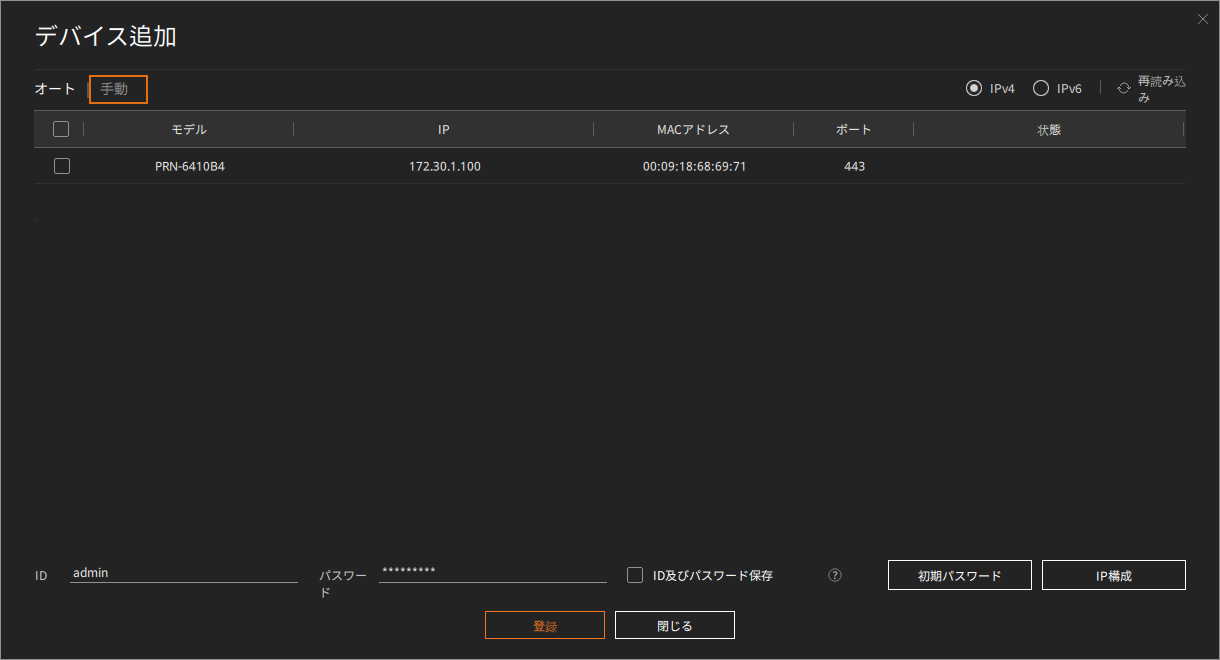 デバイス追加
オート 手動 IPv4 IPv6 再読み込
み
モデル IP MACアドレス ポート 状態
PRN-6410B4 172.30.1.100 00:09:18:68:69:71 443
ID admin パスワー
ド ********* ID及びパスワード保存 ? 初期パスワード IP構成
登録 閉じる